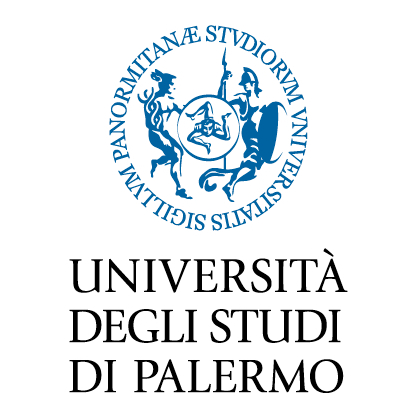 SIGILLVM PANORMITANÆ STVDIORVM VNIVERSITATIS
UNIVERSITÀ
DEGLI STUDI
DI PALERMO